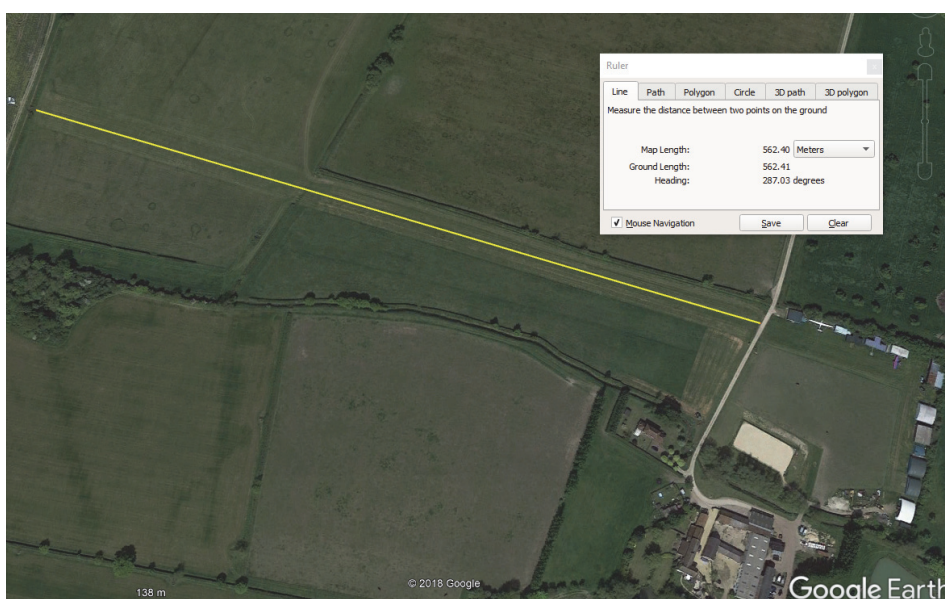 Ruler
Line Path Polygon Circle 3D path 3D polygon
Measure the distance between two points on the ground
Map Length: 562.40 Meters
Ground Length: 562.41
Heading: 287.03 degrees
Mouse Navigation Save Clear
© 2018 Google
138 m
Google Earth